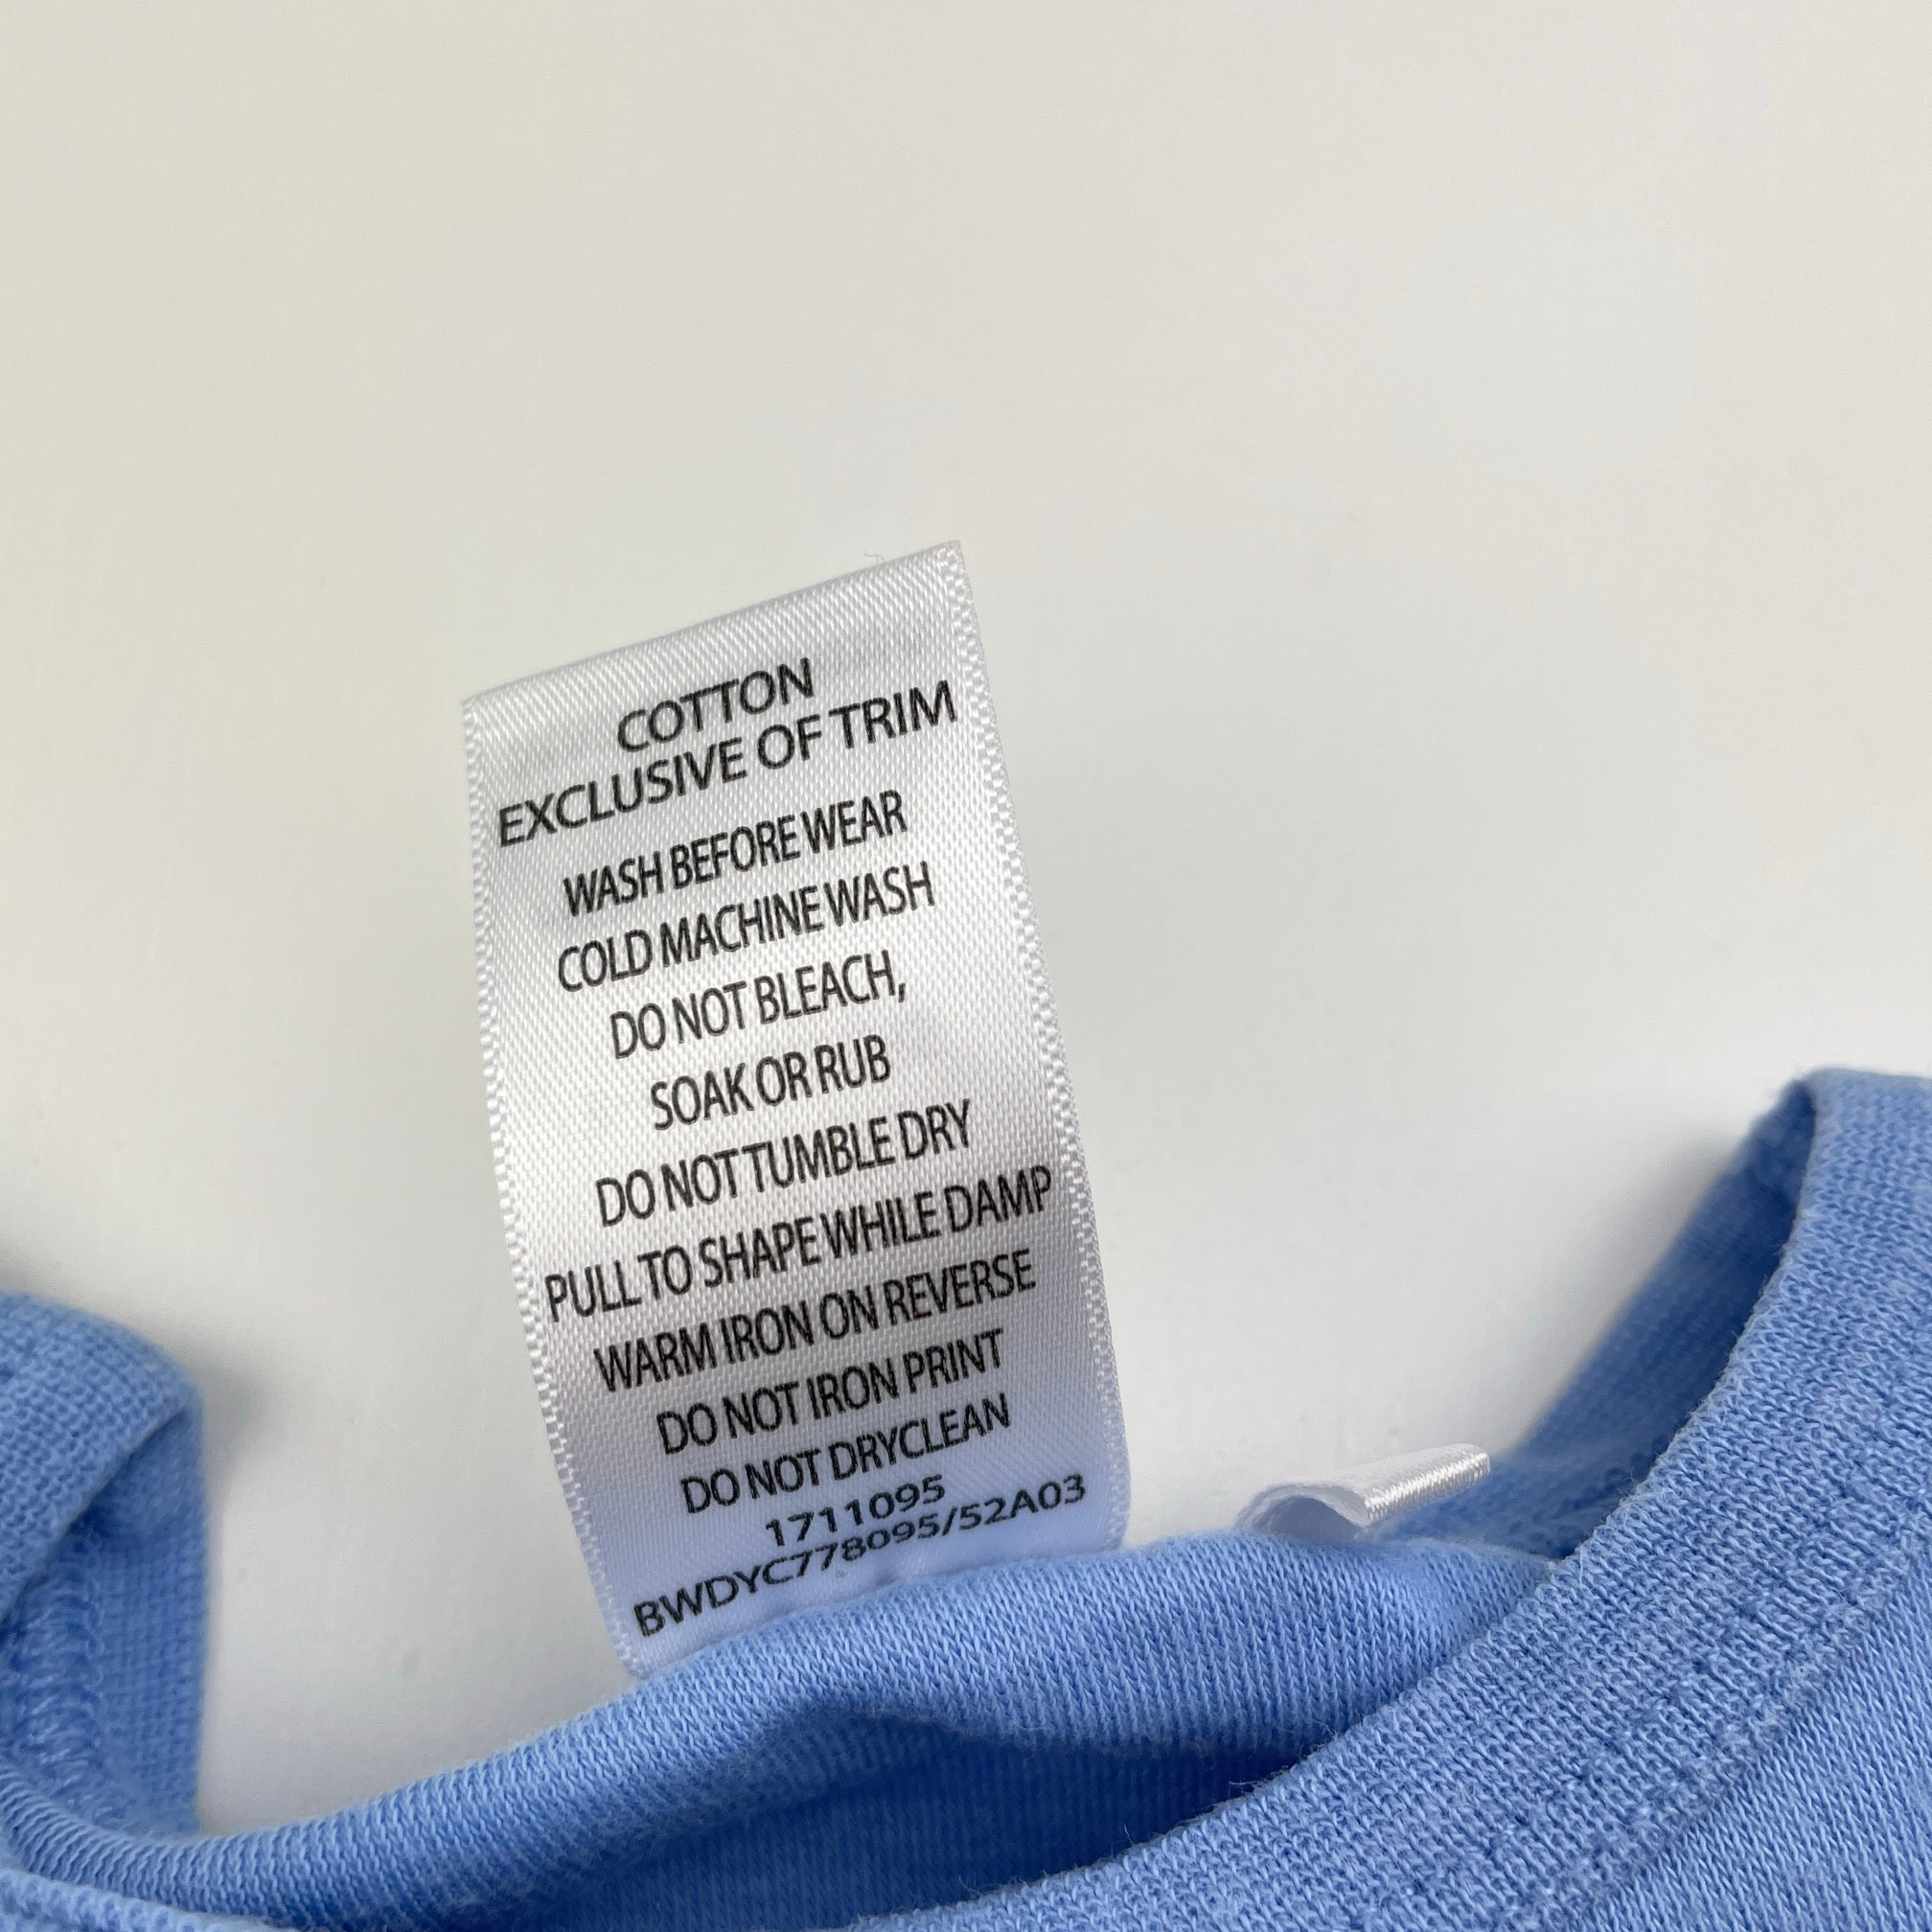 COTTON
EXCLUSIVE OF TRIM
WASH BEFORE WEAR
COLD MACHINE WASH
DO NOT BLEACH,
SOAK OR RUB
DO NOT TUMBLE DRY
PULL TO SHAPE WHILE DAMP
WARM IRON ON REVERSE
DO NOT IRON PRINT
DO NOT DRYCLEAN
1711095
BWDYC778095/52A03